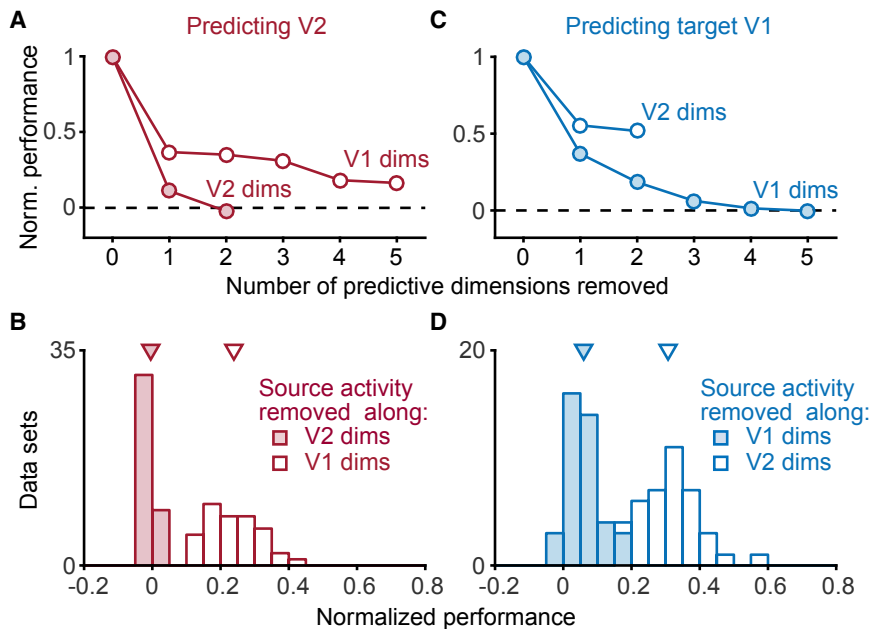 A
Predicting V2
Norm. performance
1
0.5
0
V1 dims
V2 dims
0 1 2 3 4 5
C
Predicting target V1
1
0.5
0
V2 dims
V1 dims
0 1 2 3 4 5
Number of predictive dimensions removed
B
Data sets
35
0
Source activity
removed along:
V2 dims
V1 dims
-0.2 0 0.2 0.4 0.6 0.8
D
20
0
Source activity
removed along:
V1 dims
V2 dims
-0.2 0 0.2 0.4 0.6 0.8
Normalized performance